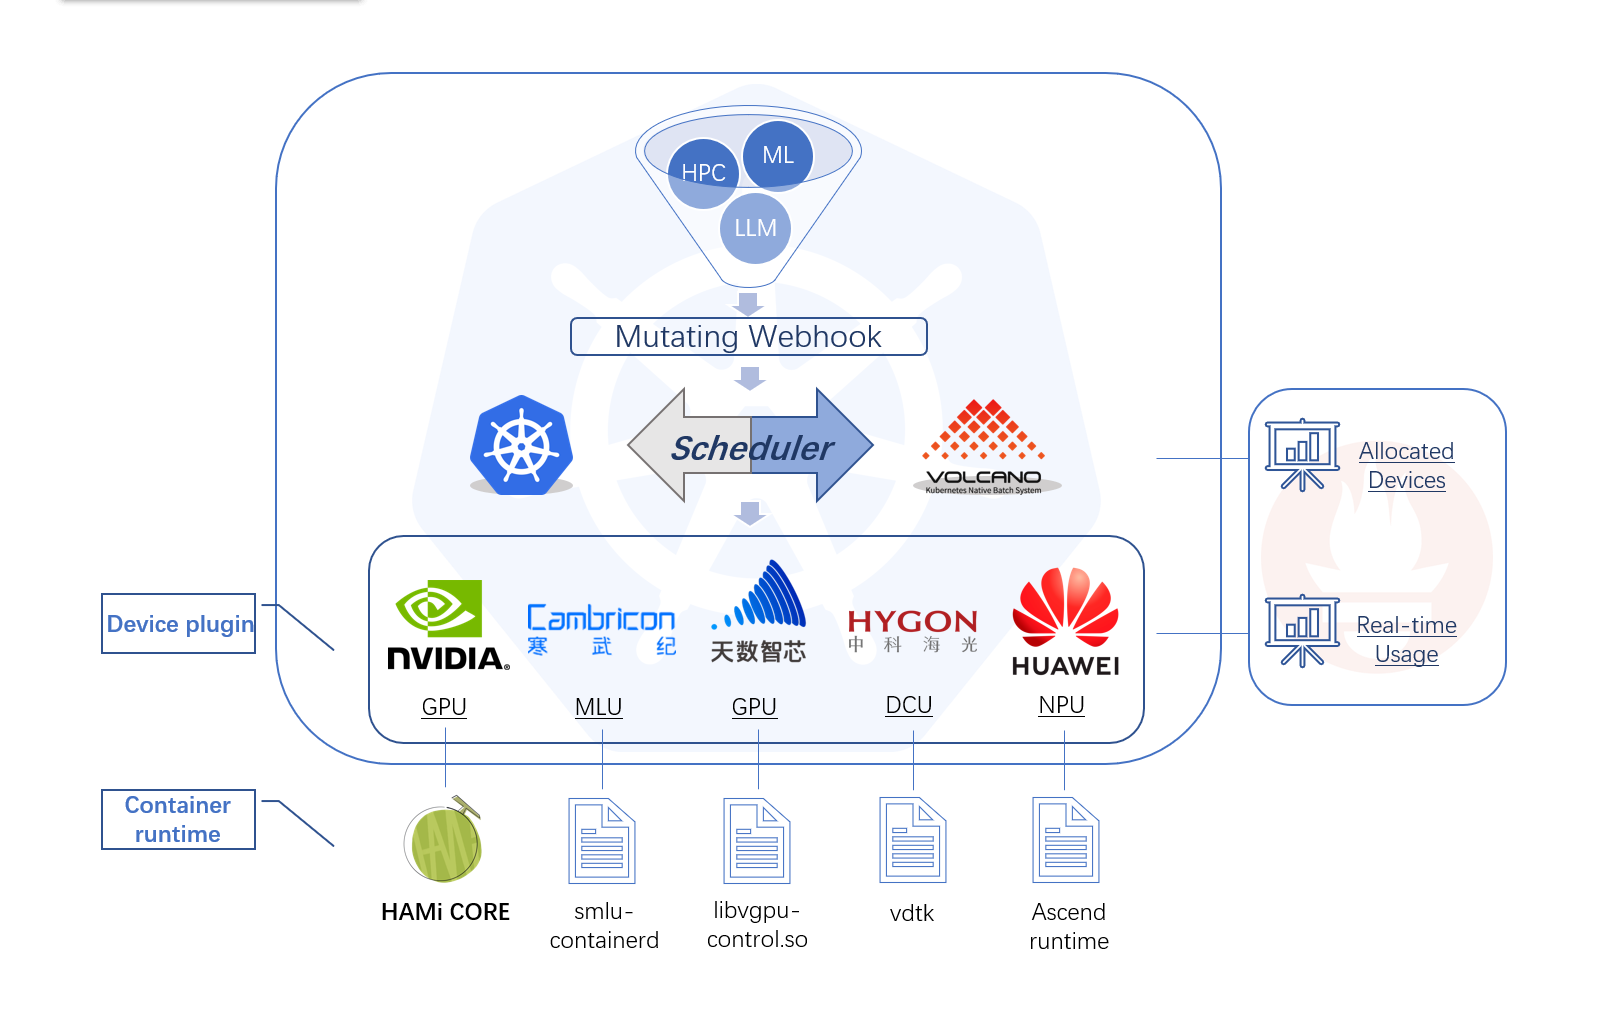 HPC
ML
LLM
Mutating Webhook
Scheduler
VOLCANO
Kubernetes Native Batch System
Allocated
Devices
Real-time
Usage
Device plugin
NVIDIA®
Cambricon
寒武纪
天数智芯
HYGON
中科海光
HUAWEI
GPU
MLU
GPU
DCU
NPU
Container
runtime
HAMi
HAMi CORE
smlu-
containerd
libvgpu-
control.so
vdtk
Ascend
runtime